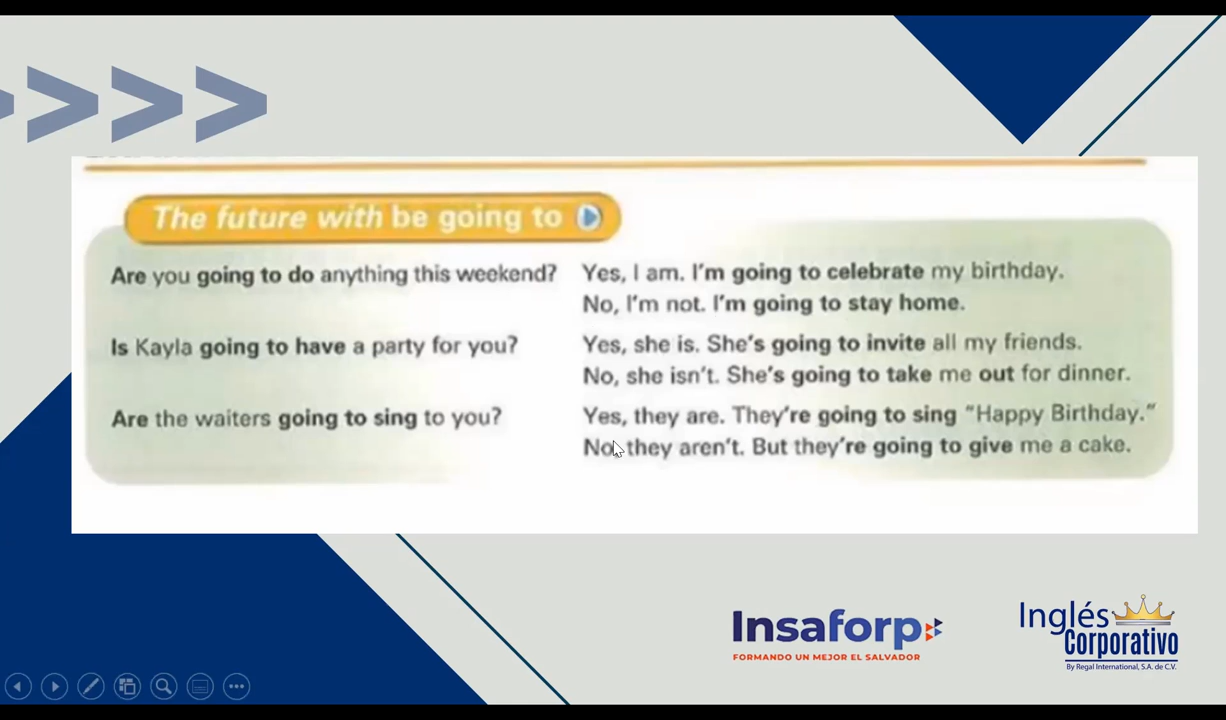 The future with be going to
Are you going to do anything this weekend?
Yes, I am. I'm going to celebrate my birthday.
No, I'm not. I'm going to stay home.
Is Kayla going to have a party for you?
Yes, she is. She's going to invite all my friends.
No, she isn't. She's going to take me out for dinner.
Are the waiters going to sing to you?
Yes, they are. They're going to sing "Happy Birthday."
No, they aren't. But they're going to give me a cake.
Insaforp
FORMANDO UN MEJOR EL SALVADOR
Inglés
Corporativo
By Regal International, S.A. de C.V.